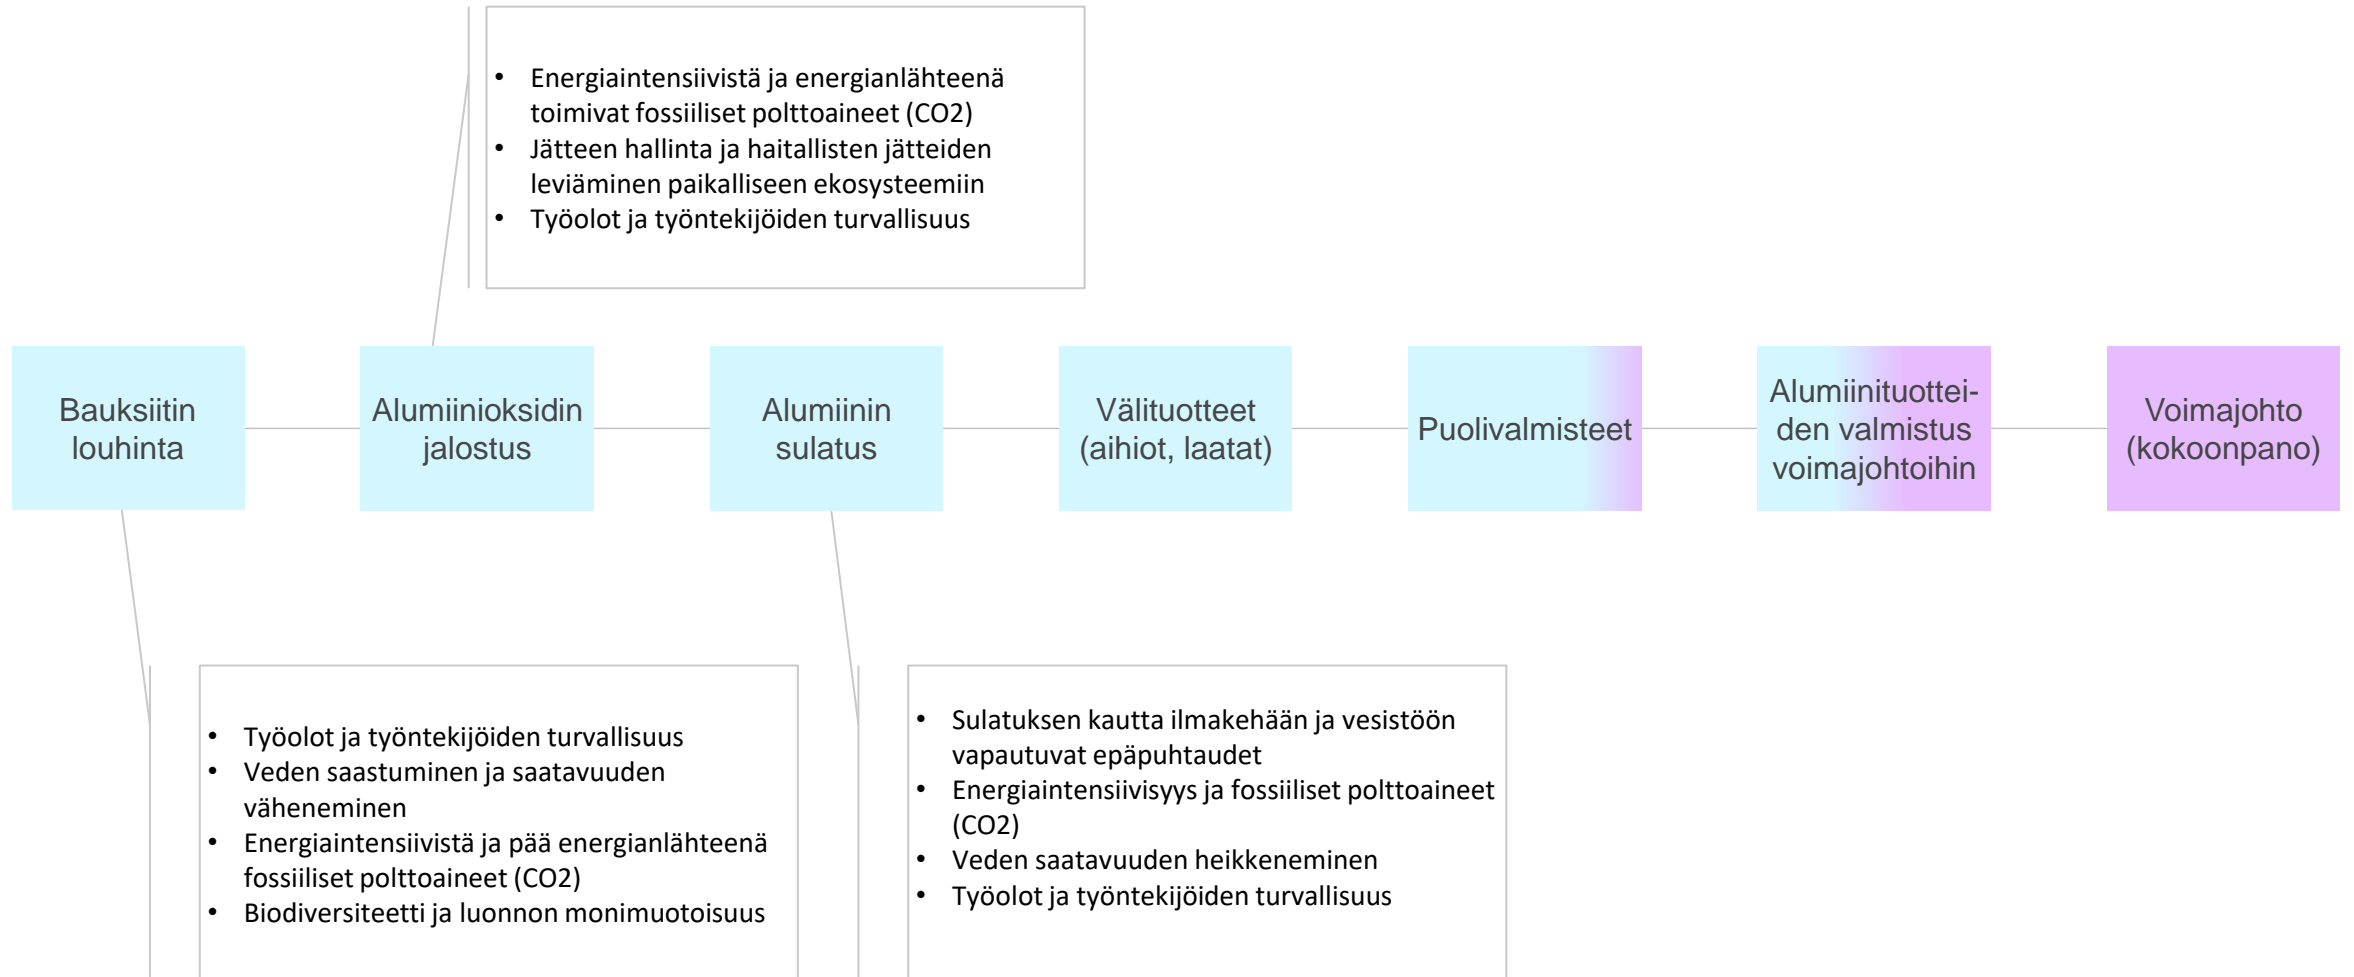 • Energiaintensiivistä ja energianlähteenä
toimivat fossiiliset polttoaineet (CO2)
• Jätteen hallinta ja haitallisten jätteiden
leviäminen paikalliseen ekosysteemiin
• Työolot ja työntekijöiden turvallisuus
Bauksiitin
louhinta
Alumiinioksidin
jalostus
Alumiinin
sulatus
Välituotteet
(aihiot, laatat)
Puolivalmisteet
Alumiinituottei-
den valmistus
voimajohtoihin
Voimajohto
(kokoonpano)
• Työolot ja työntekijöiden turvallisuus
• Veden saastuminen ja saatavuuden
väheneminen
• Energiaintensiivistä ja pää energianlähteenä
fossiiliset polttoaineet (CO2)
• Biodiversiteetti ja luonnon monimuotoisuus
• Sulatuksen kautta ilmakehään ja vesistöön
vapautuvat epäpuhtaudet
• Energiaintensiivisyys ja fossiiliset polttoaineet
(CO2)
• Veden saatavuuden heikkeneminen
• Työolot ja työntekijöiden turvallisuus